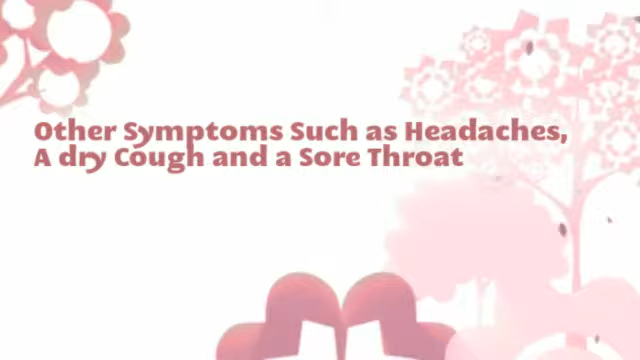 Other Symptoms Such as Headaches,
A dry Cough and a Sore Throat